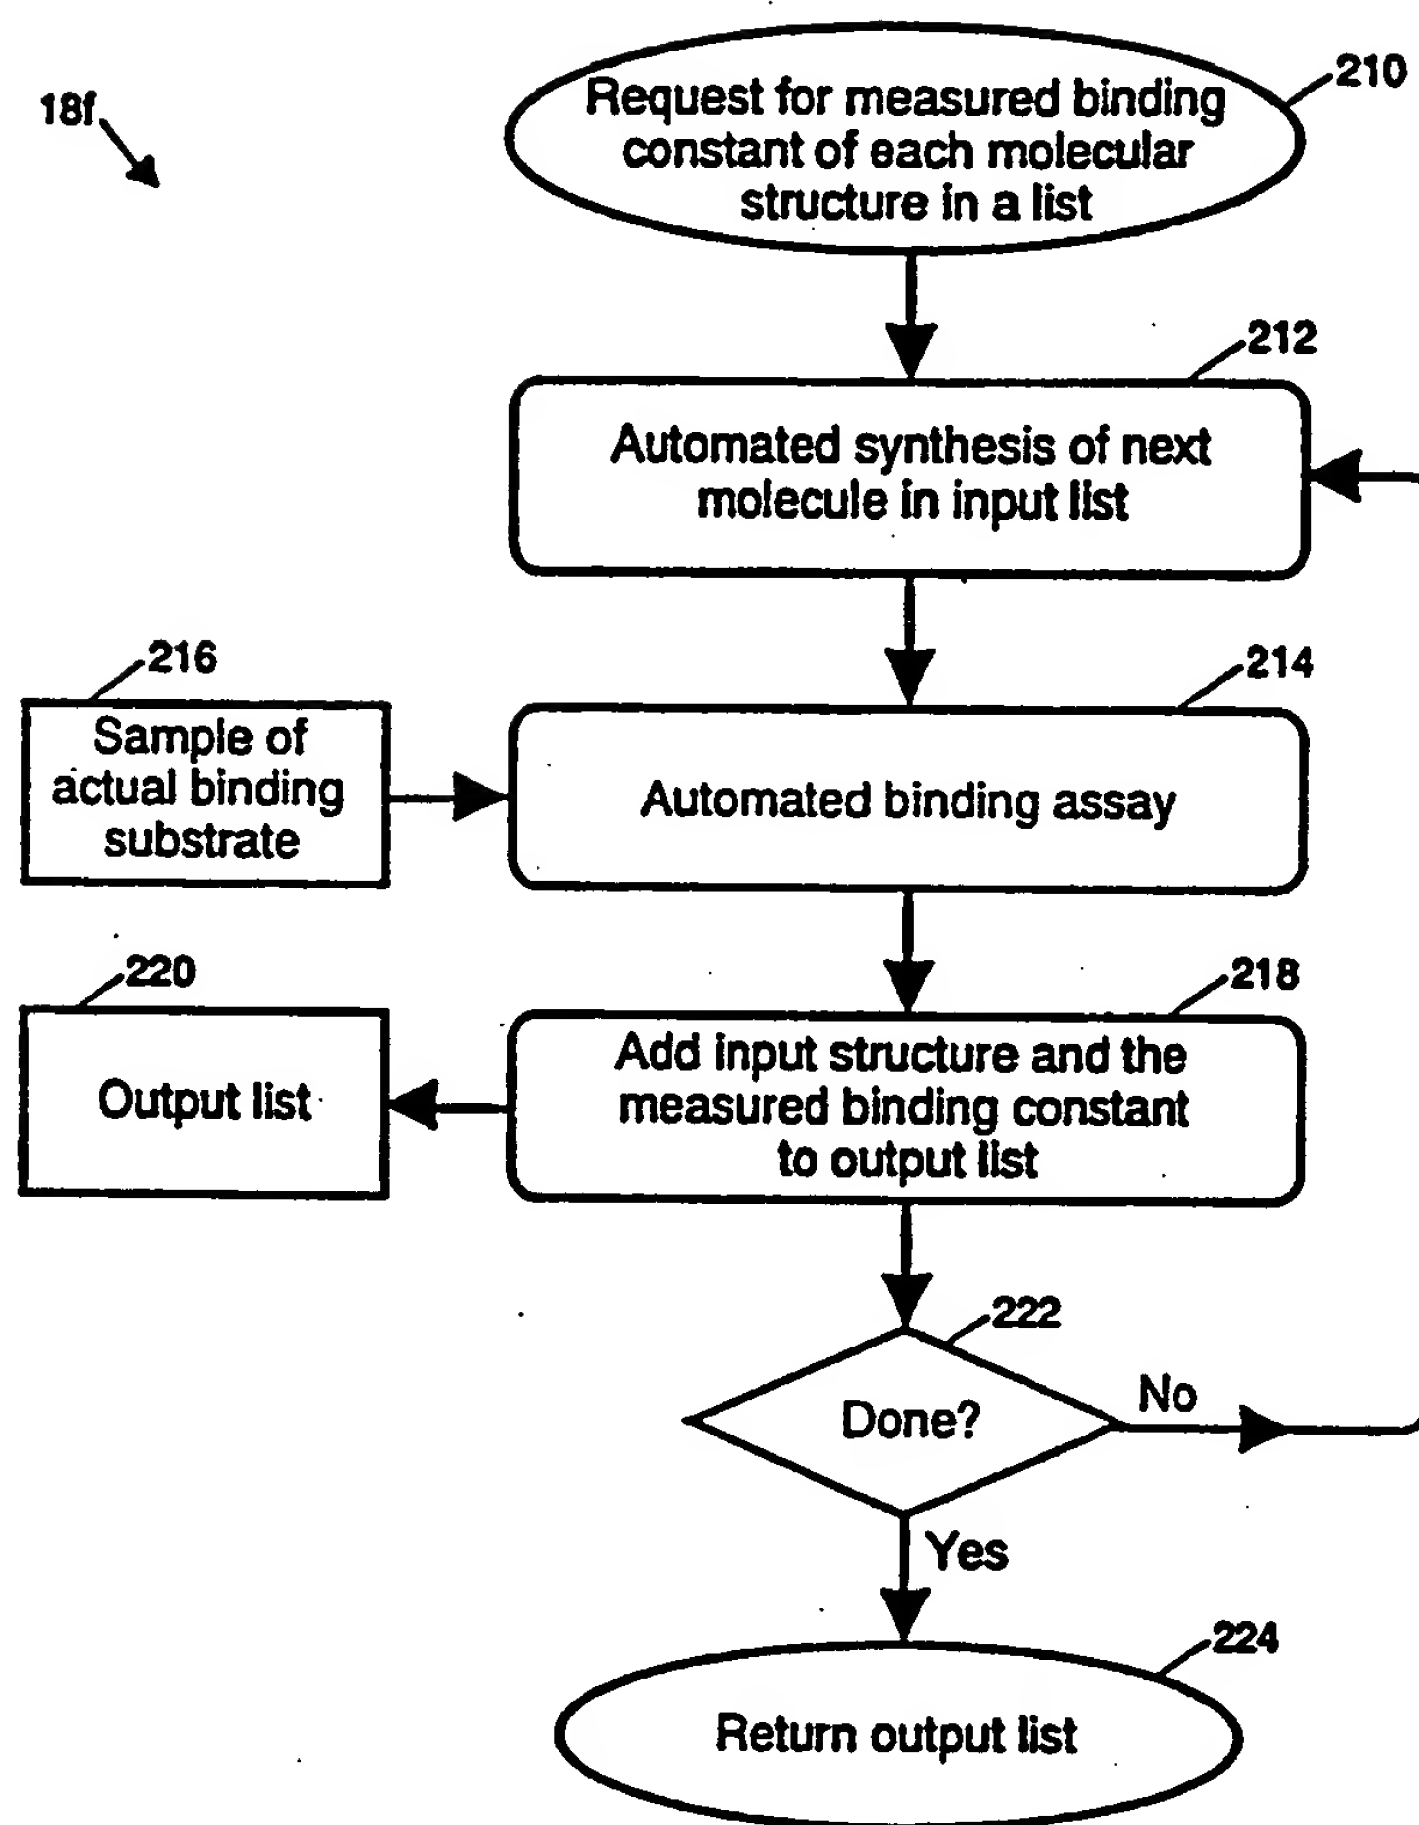 18f
210
Request for measured binding
constant of each molecular
structure in a list
212
Automated synthesis of next
molecule in input list
216
Sample of
actual binding
substrate
214
Automated binding assay
220
Output list
218
Add input structure and the
measured binding constant
to output list
222
Done?
No
Yes
224
Return output list